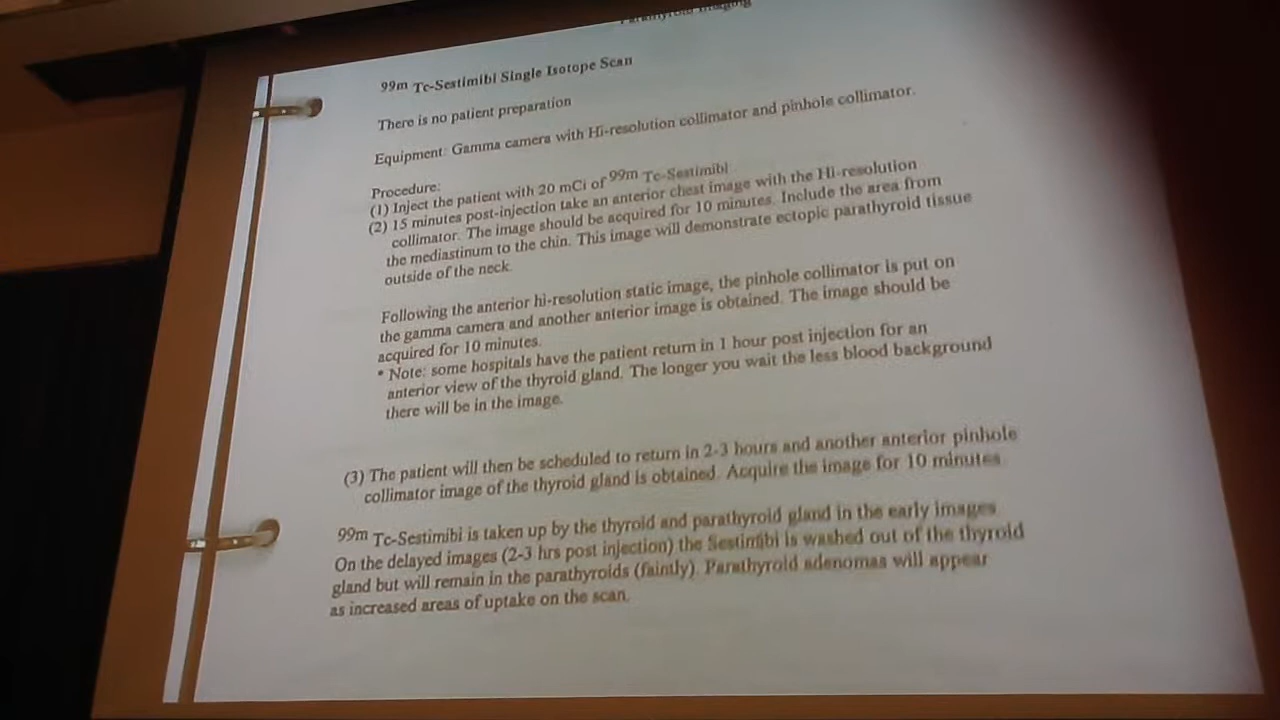 Parathyroid Imaging
99m Tc-Sestimibi Single Isotope Scan
There is no patient preparation
Equipment: Gamma camera with Hi-resolution collimator and pinhole collimator.
Procedure:
(1) Inject the patient with 20 mCi of 99m Tc-Sestimibi
(2) 15 minutes post-injection take an anterior chest image with the Hi-resolution
collimator. The image should be acquired for 10 minutes. Include the area from
the mediastinum to the chin. This image will demonstrate ectopic parathyroid tissue
outside of the neck.
Following the anterior hi-resolution static image, the pinhole collimator is put on
the gamma camera and another anterior image is obtained. The image should be
acquired for 10 minutes.
* Note: some hospitals have the patient return in 1 hour post injection for an
anterior view of the thyroid gland. The longer you wait the less blood background
there will be in the image.
(3) The patient will then be scheduled to return in 2-3 hours and another anterior pinhole
collimator image of the thyroid gland is obtained. Acquire the image for 10 minutes
99m Tc-Sestimibi is taken up by the thyroid and parathyroid gland in the early images
On the delayed images (2-3 hrs post injection) the Sestimibi is washed out of the thyroid
gland but will remain in the parathyroids (faintly). Parathyroid adenomas will appear
as increased areas of uptake on the scan.